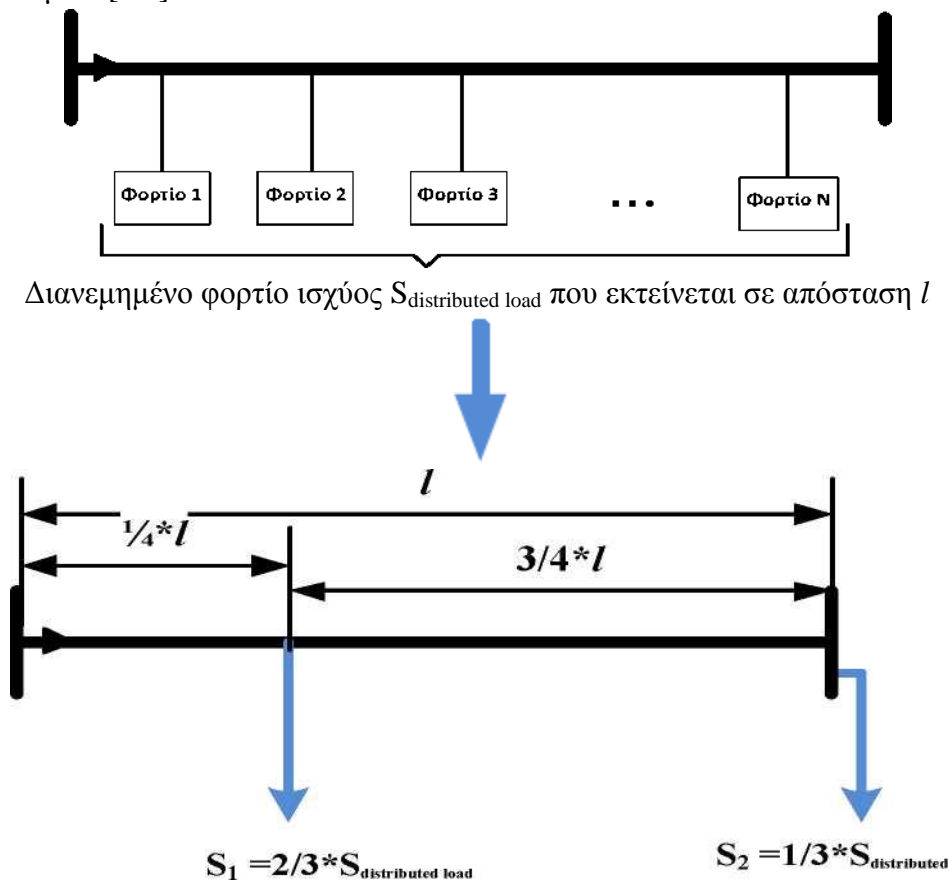 Φορτίο 1 Φορτίο 2 Φορτίο 3 ... Φορτίο N
Διανεμημένο φορτίο ισχύος S distributed load που εκτείνεται σε απόσταση l
l
¼*l
3/4*l
S1 =2/3*Sdistributed load
S2 =1/3*Sdistributed